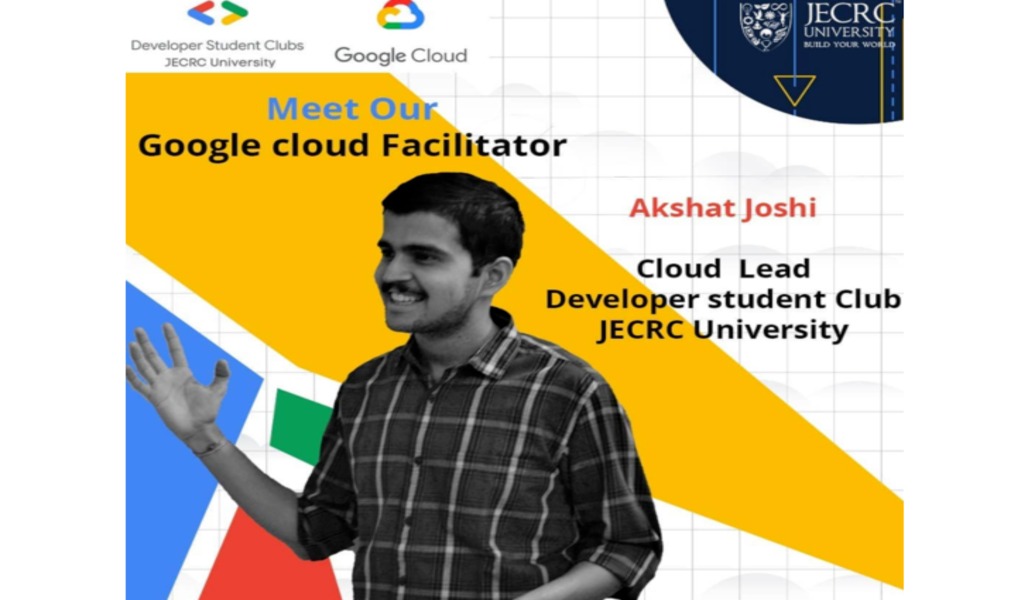 Developer Student Clubs
JECRC University
Google Cloud
JECRC
UNIVERSITY
BUILD YOUR WORLD
Meet Our
Google cloud Facilitator
Akshat Joshi
Cloud Lead
Developer student Club
JECRC University